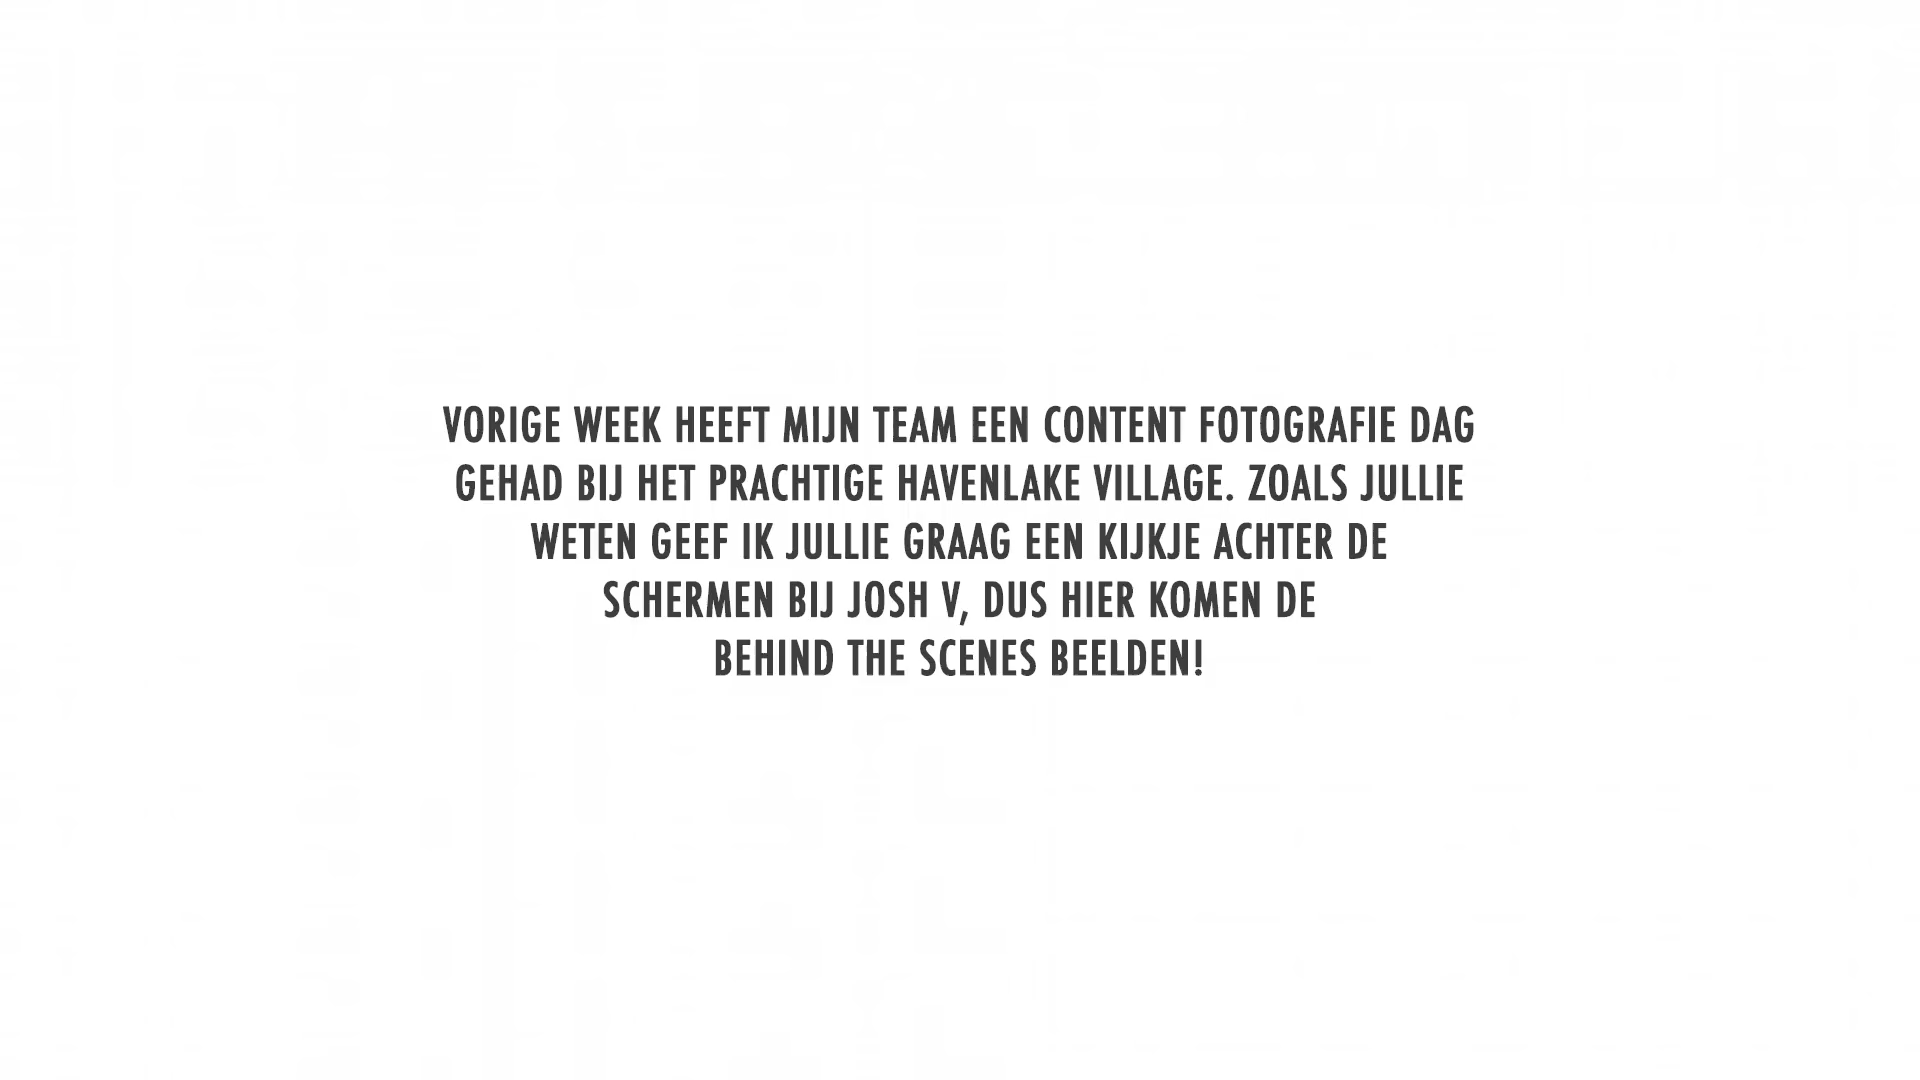 VORIGE WEEK HEEFT MIJN TEAM EEN CONTENT FOTOGRAFIE DAG
GEHAD BIJ HET PRACHTIGE HAVENLAKE VILLAGE. ZOALS JULLIE
WETEN GEEF IK JULLIE GRAAG EEN KIJKJE ACHTER DE
SCHERMEN BIJ JOSH V, DUS HIER KOMEN DE
BEHIND THE SCENES BEELDEN!